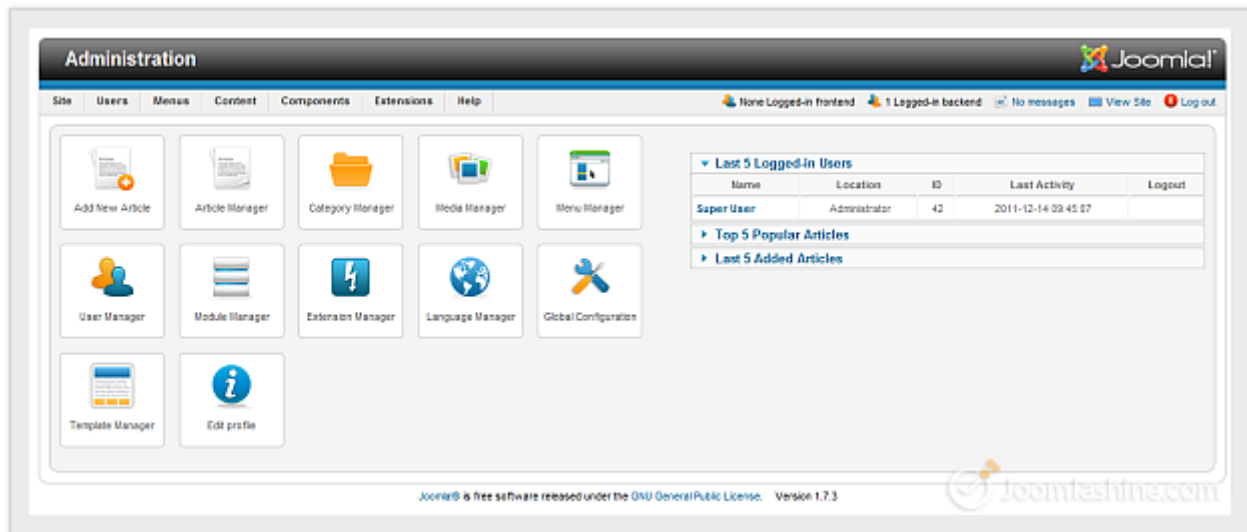 Administration
Joomla!
Site Users Menus Content Components Extensions Help
None Logged-in frontend 1 Logged-in backend No messages View Site Log out
Add New Article Article Manager Category Manager Media Manager Menu Manager
Last 5 Logged-in Users
Name Location ID Last Activity Logout
Super User Administrator 42 2011-12-14 09:45:07
Top 5 Popular Articles
Last 5 Added Articles
User Manager Module Manager Extension Manager Language Manager Global Configuration
Template Manager Edit profile
Joomla!® is free software released under the GNU General Public License. Version 1.7.3
Joomlashine.com